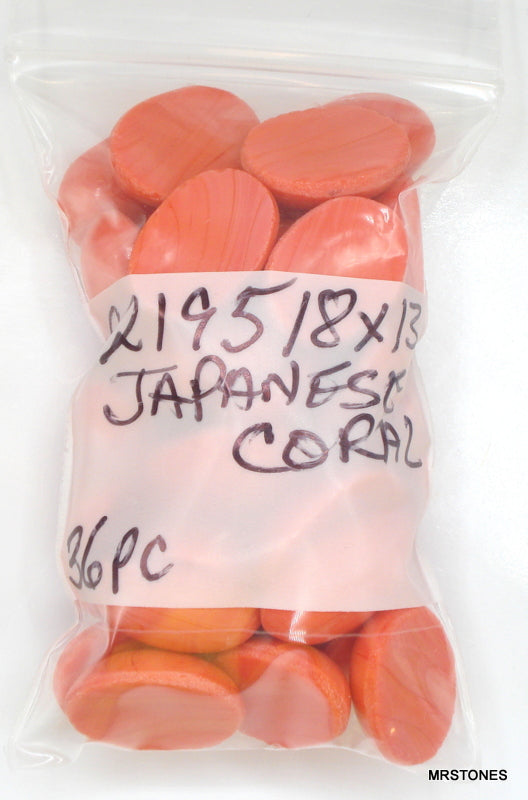 2195 18x13
JAPANESE
CORAL
36PC
MRSTONES